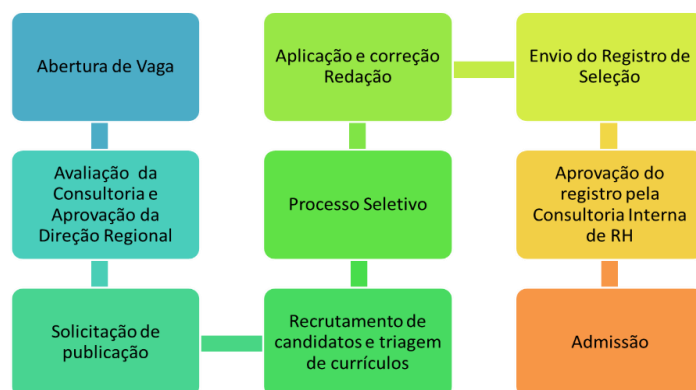 Abertura de Vaga
Avaliação da
Consultoria e
Aprovação da
Direção Regional
Solicitação de
publicação
Recrutamento de
candidatos e triagem
de currículos
Processo Seletivo
Aplicação e correção
Redação
Envio do Registro de
Seleção
Aprovação do
registro pela
Consultoria Interna
de RH
Admissão